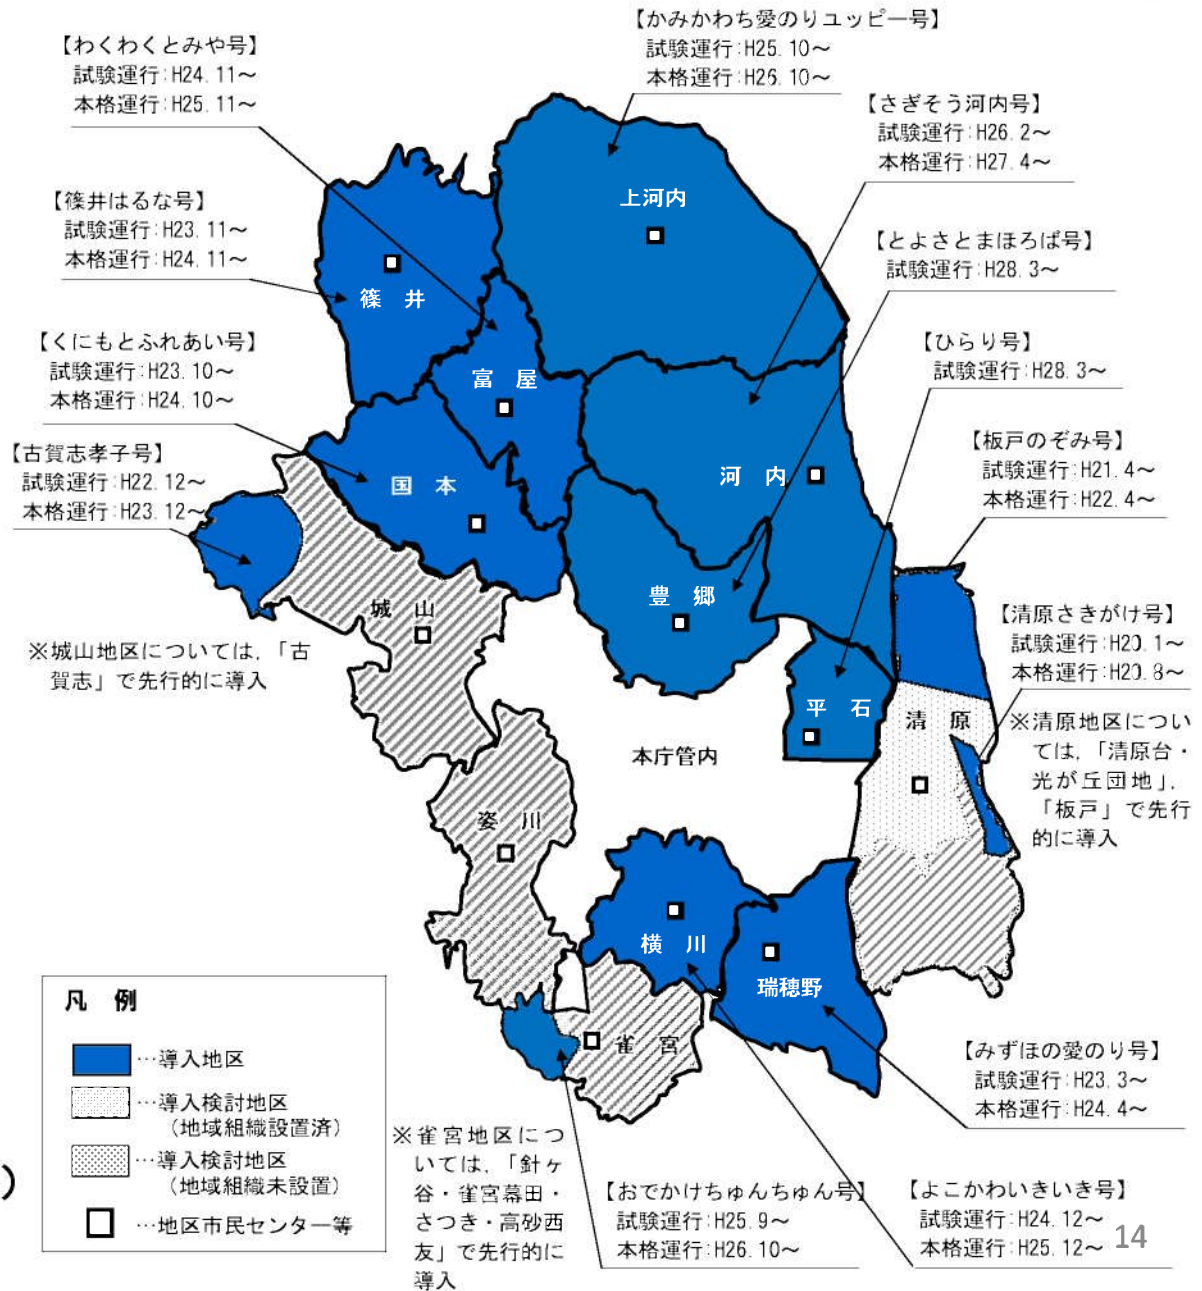 【かみかわち愛のりユッピー号】
試験運行:H25. 10～
本格運行:H26. 10～
【わくわくとみや号】
試験運行:H24. 11～
本格運行:H25. 11～
【さぎそう河内号】
試験運行:H26. 2～
本格運行:H27. 4～
【篠井はるな号】
試験運行:H23. 11～
本格運行:H24. 11～
【とよさとまほろば号】
試験運行:H28. 3～
【くにもとふれあい号】
試験運行:H23. 10～
本格運行:H24. 10～
【ひらり号】
試験運行:H28. 3～
【古賀志孝子号】
試験運行:H22. 12～
本格運行:H23. 12～
【板戸のぞみ号】
試験運行:H21. 4～
本格運行:H22. 4～
【清原さきがけ号】
試験運行:H20. 1～
本格運行:H20. 8～
※城山地区については,「古
賀志」で先行的に導入
※清原地区につい
ては,「清原台・
光が丘団地」,
「板戸」で先行
的に導入
上河内
篠 井
富 屋
国 本
河 内
城 山
豊 郷
平 石
清 原
本庁管内
姿 川
横 川
瑞穂野
雀 宮
凡 例
…導入地区
…導入検討地区
（地域組織設置済）
…導入検討地区
（地域組織未設置）
…地区市民センター等
)
※雀宮地区につ
いては,「針ヶ
谷・雀宮幕田・
さつき・高砂西
友」で先行的に
導入
【みずほの愛のり号】
試験運行:H23. 3～
本格運行:H24. 4～
【おでかけちゅんちゅん号】
試験運行:H25. 9～
本格運行:H26. 10～
【よこかわいきいき号】
試験運行:H24. 12～
本格運行:H25. 12～
14